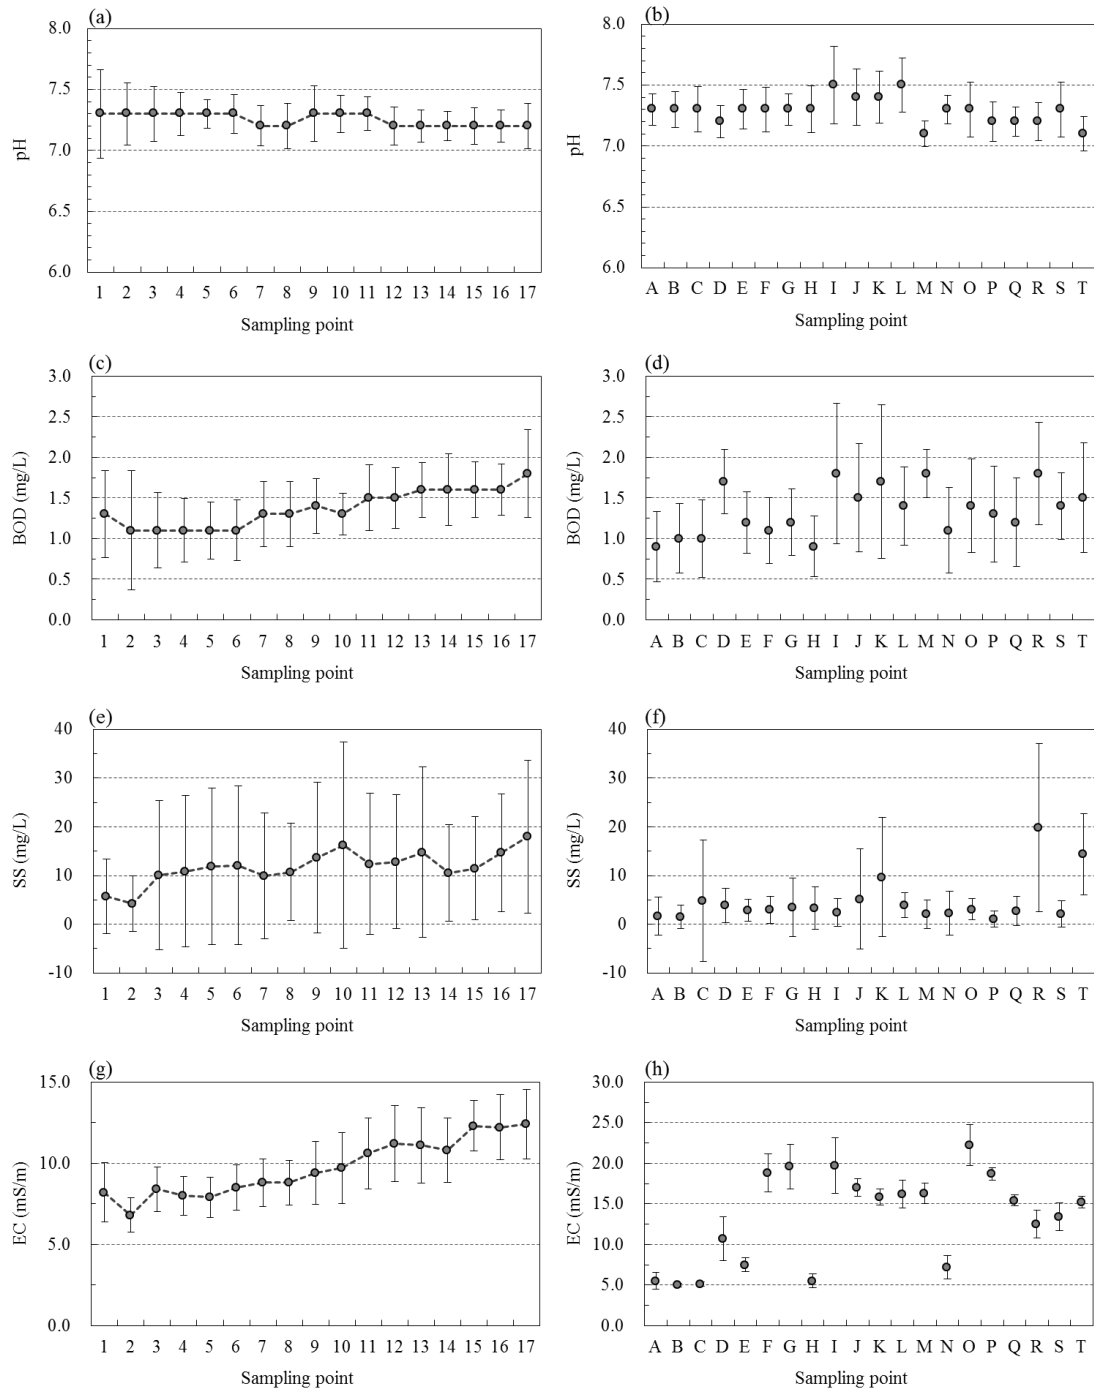 (a)
8.0
7.5
7.0
6.5
6.0
pH
1 2 3 4 5 6 7 8 9 10 11 12 13 14 15 16 17
Sampling point
(b)
8.0
7.5
7.0
6.5
6.0
pH
A B C D E F G H I J K L M N O P Q R S T
Sampling point
(c)
3.0
2.5
2.0
1.5
1.0
0.5
0.0
BOD (mg/L)
1 2 3 4 5 6 7 8 9 10 11 12 13 14 15 16 17
Sampling point
(d)
3.0
2.5
2.0
1.5
1.0
0.5
0.0
BOD (mg/L)
A B C D E F G H I J K L M N O P Q R S T
Sampling point
(e)
40
30
20
10
0
-10
SS (mg/L)
1 2 3 4 5 6 7 8 9 10 11 12 13 14 15 16 17
Sampling point
(f)
40
30
20
10
0
-10
SS (mg/L)
A B C D E F G H I J K L M N O P Q R S T
Sampling point
(g)
15.0
10.0
5.0
0.0
EC (mS/m)
1 2 3 4 5 6 7 8 9 10 11 12 13 14 15 16 17
Sampling point
(h)
30.0
25.0
20.0
15.0
10.0
5.0
0.0
EC (mS/m)
A B C D E F G H I J K L M N O P Q R S T
Sampling point